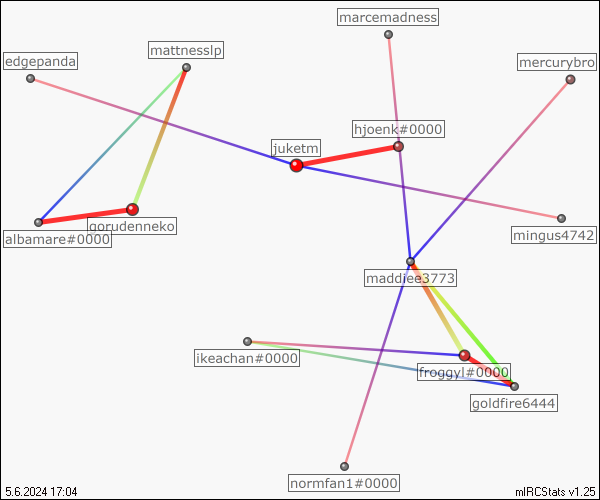 marcemadness
mattnesslp
edgepanda
mercurybro
hjoenk#0000
juketm
gorudenneko
albamare#0000
mingus4742
maddiee3773
ikeachan#0000
froggyl#0000
goldfire6444
normfan1#0000
5.6.2024 17:04
mIRCStats v1.25